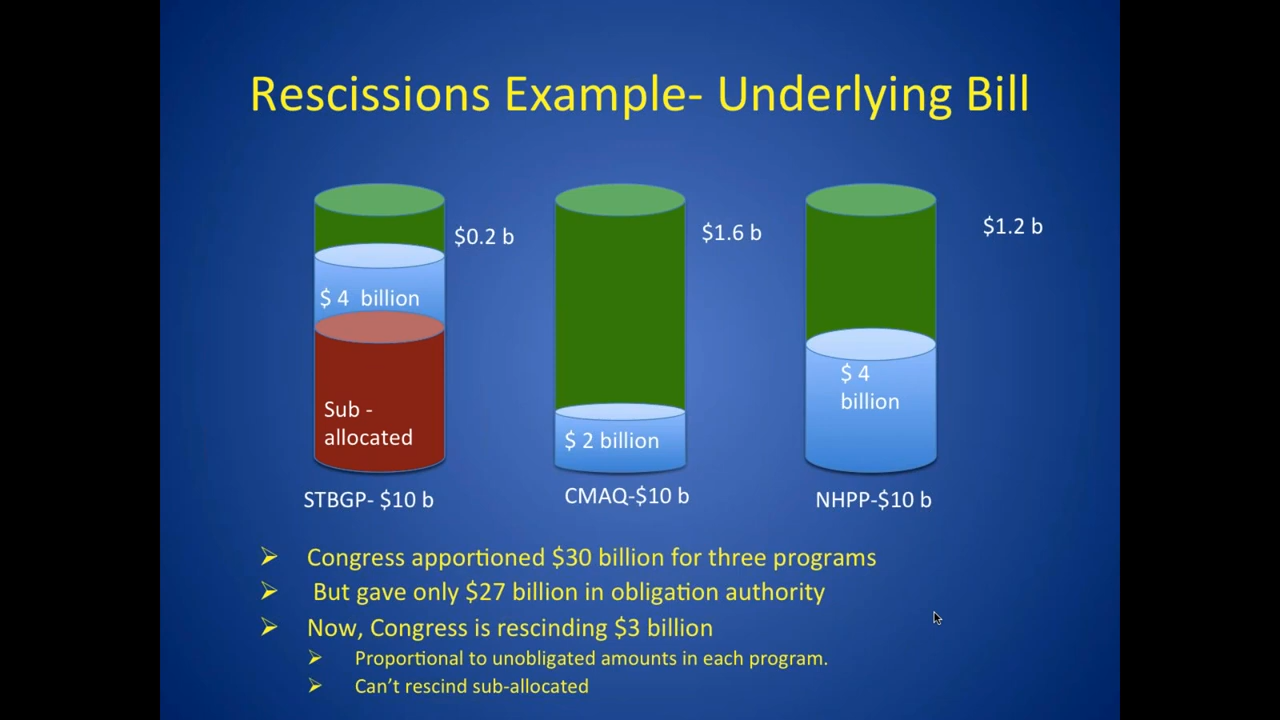 Rescissions Example- Underlying Bill
$0.2 b
$1.6 b
$1.2 b
$ 4  billion
$ 4
billion
Sub -
allocated
$ 2 billion
STBGP- $10 b
CMAQ-$10 b
NHPP-$10 b
Congress apportioned $30 billion for three programs
But gave only $27 billion in obligation authority
Now, Congress is rescinding $3 billion
Proportional to unobligated amounts in each program.
Can't rescind sub-allocated